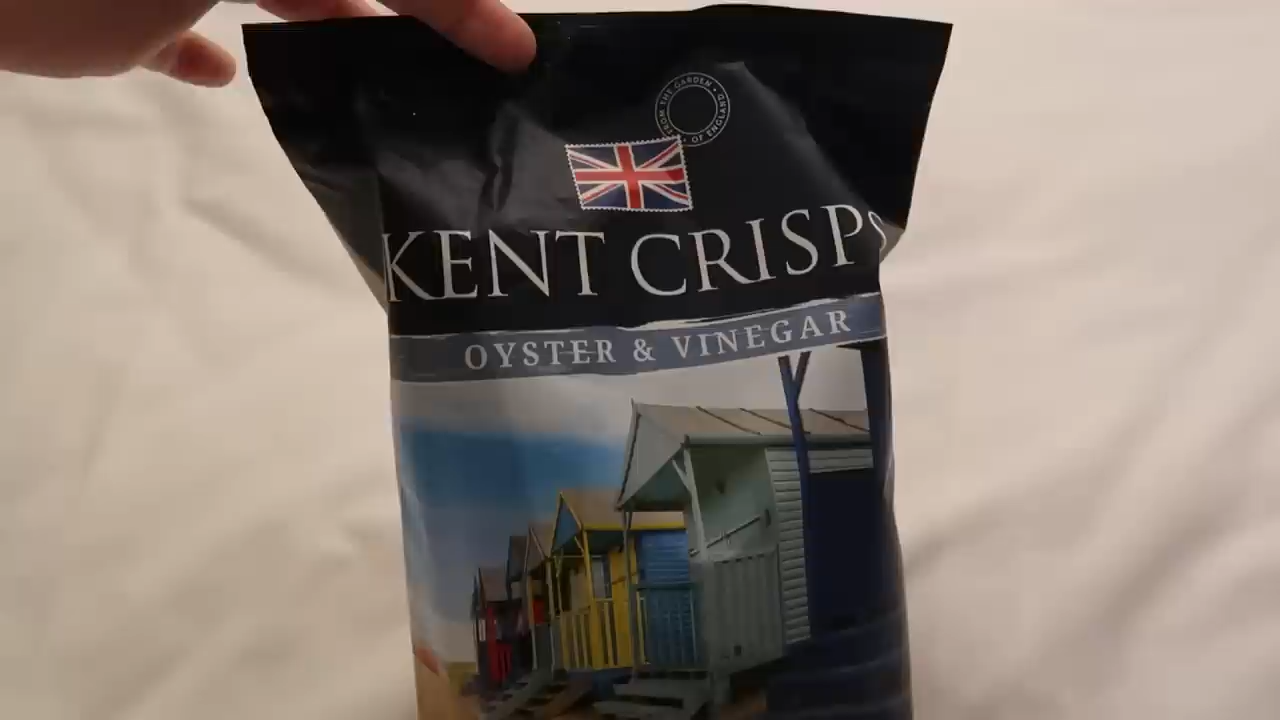 FROM THE GARDEN • OF ENGLAND •
KENT CRISPS
OYSTER & VINEGAR